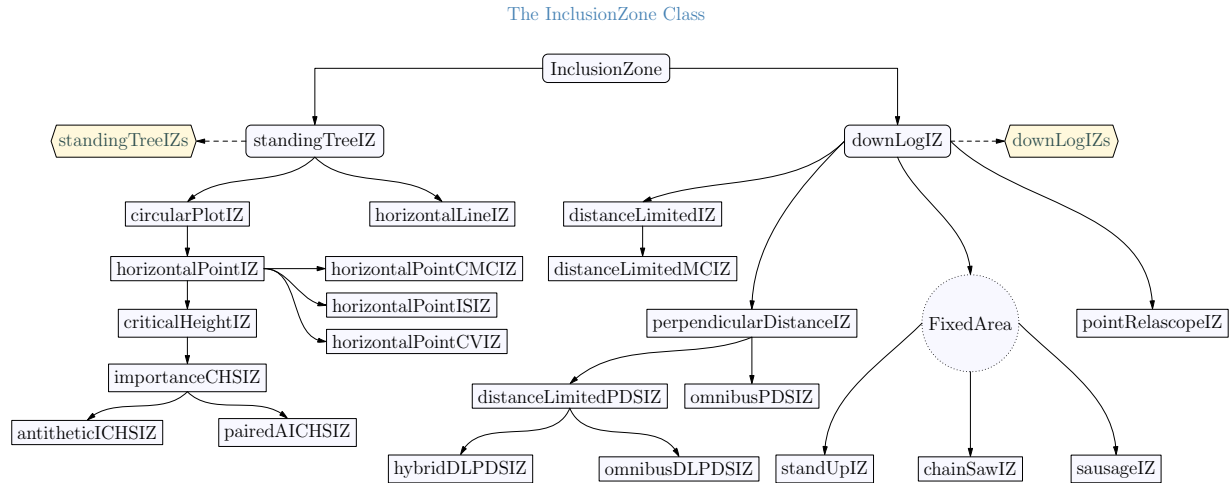 The InclusionZone Class
InclusionZone
standingTreeIZs
standingTreeIZ
downLogIZ
downLogIZs
circularPlotIZ
horizontalLineIZ
distanceLimitedIZ
horizontalPointIZ
horizontalPointCMCIZ
distanceLimitedMCIZ
horizontalPointISIZ
criticalHeightIZ
horizontalPointCVIZ
perpendicularDistanceIZ
FixedArea
pointRelascopeIZ
importanceCHSIZ
distanceLimitedPDSIZ
omnibusPDSIZ
antitheticICHSIZ
pairedAICHSIZ
hybridDLPDSIZ
omnibusDLPDSIZ
standUpIZ
chainSawIZ
sausageIZ